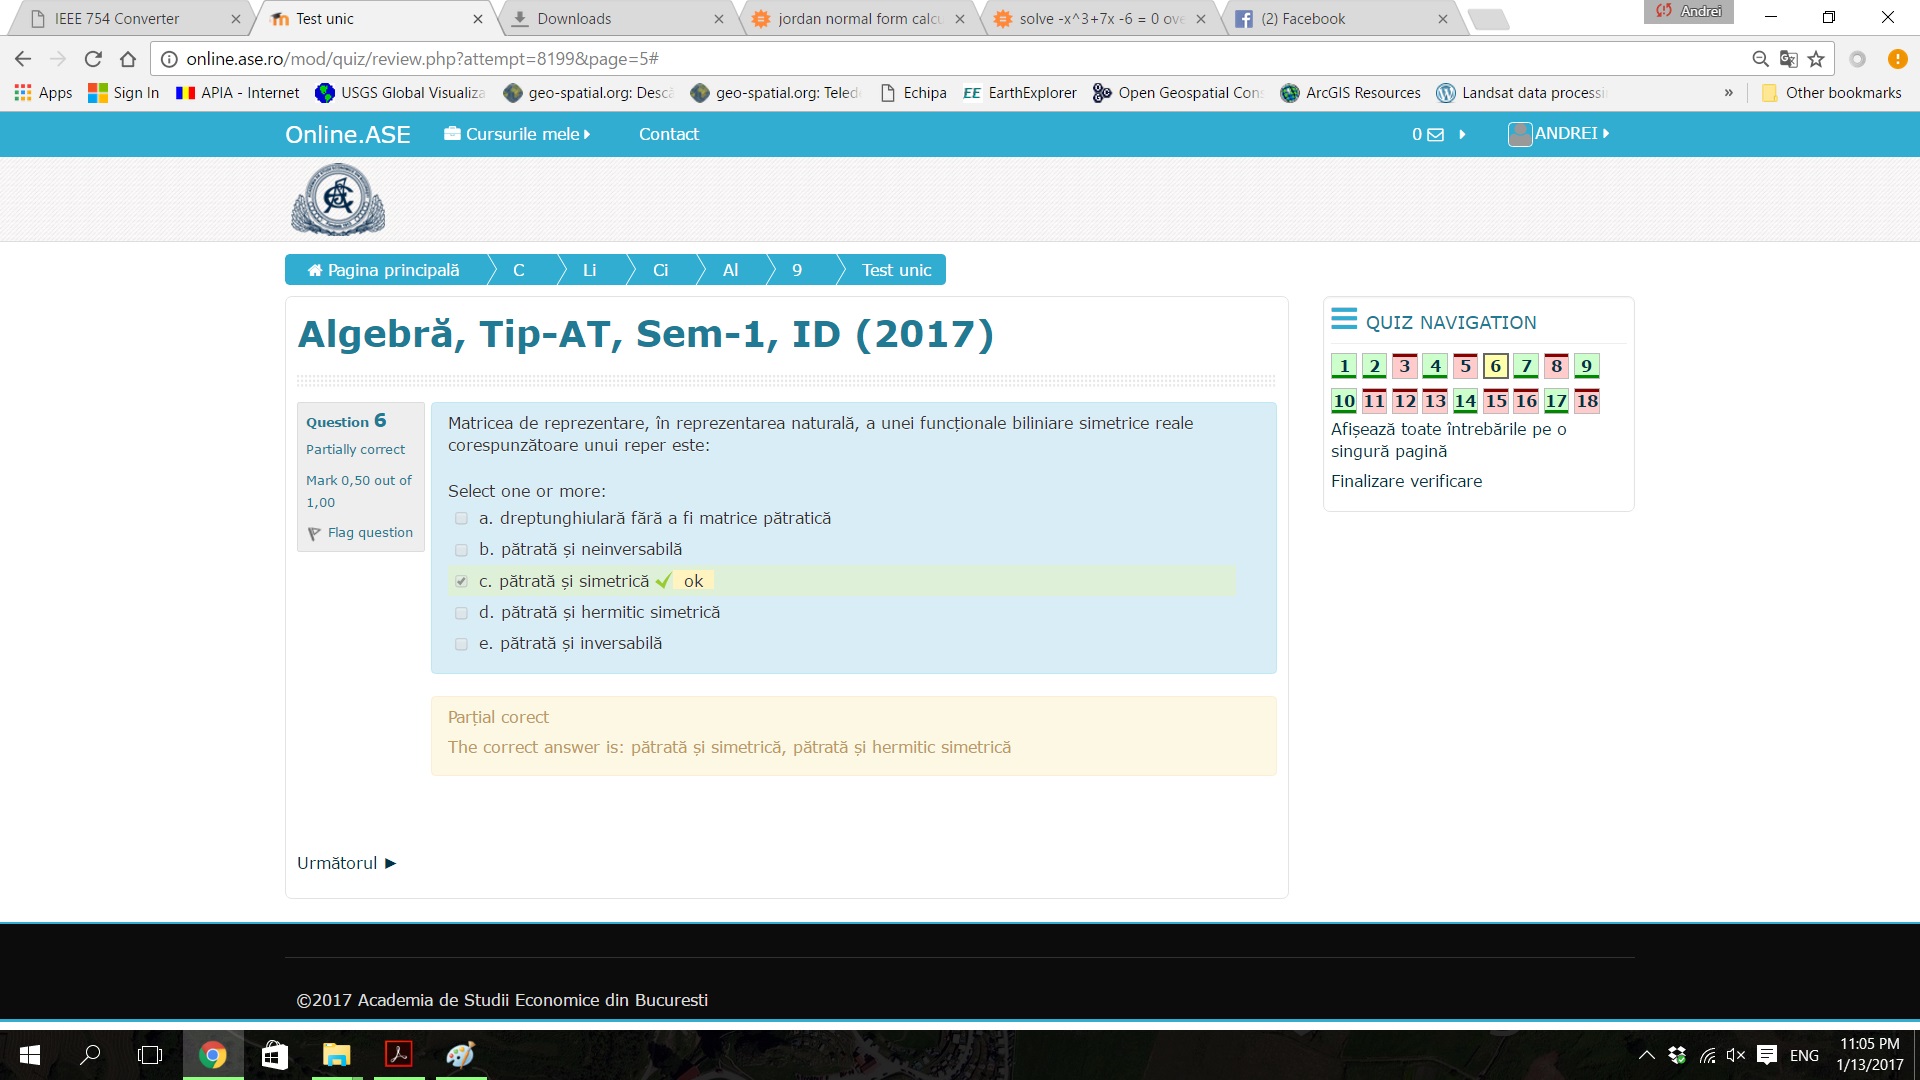 IEEE 754 Converter
Test unic
Downloads
jordan normal form calcu
solve -x^3+7x -6 = 0 ove
(2) Facebook
Andrei
online.ase.ro/mod/quiz/review.php?attempt=8199&page=5#
Apps
Sign In
APIA - Internet
USGS Global Visualiza
geo-spatial.org: Desc
geo-spatial.org: Telede
Echipa
EE EarthExplorer
Open Geospatial Con
ArcGIS Resources
Landsat data processi
»
Other bookmarks
Online.ASE
Cursurile mele
Contact
0
ANDREI
Pagina principală
C
Li
Ci
Al
9
Test unic
Algebră, Tip-AT, Sem-1, ID (2017)
Question 6
Partially correct
Mark 0,50 out of
1,00
Flag question
Matricea de reprezentare, în reprezentarea naturală, a unei funcționale biliniare simetrice reale
corespunzătoare unui reper este:
Select one or more:
a. dreptunghiulară fără a fi matrice pătratică
b. pătrată și neinversabilă
c. pătrată și simetrică ok
d. pătrată și hermitic simetrică
e. pătrată și inversabilă
Parțial corect
The correct answer is: pătrată și simetrică, pătrată și hermitic simetrică
Următorul ►
QUIZ NAVIGATION
1 2 3 4 5 6 7 8 9
10 11 12 13 14 15 16 17 18
Afișează toate întrebările pe o
singură pagină
Finalizare verificare
©2017 Academia de Studii Economice din Bucuresti
ENG
11:05 PM
1/13/2017